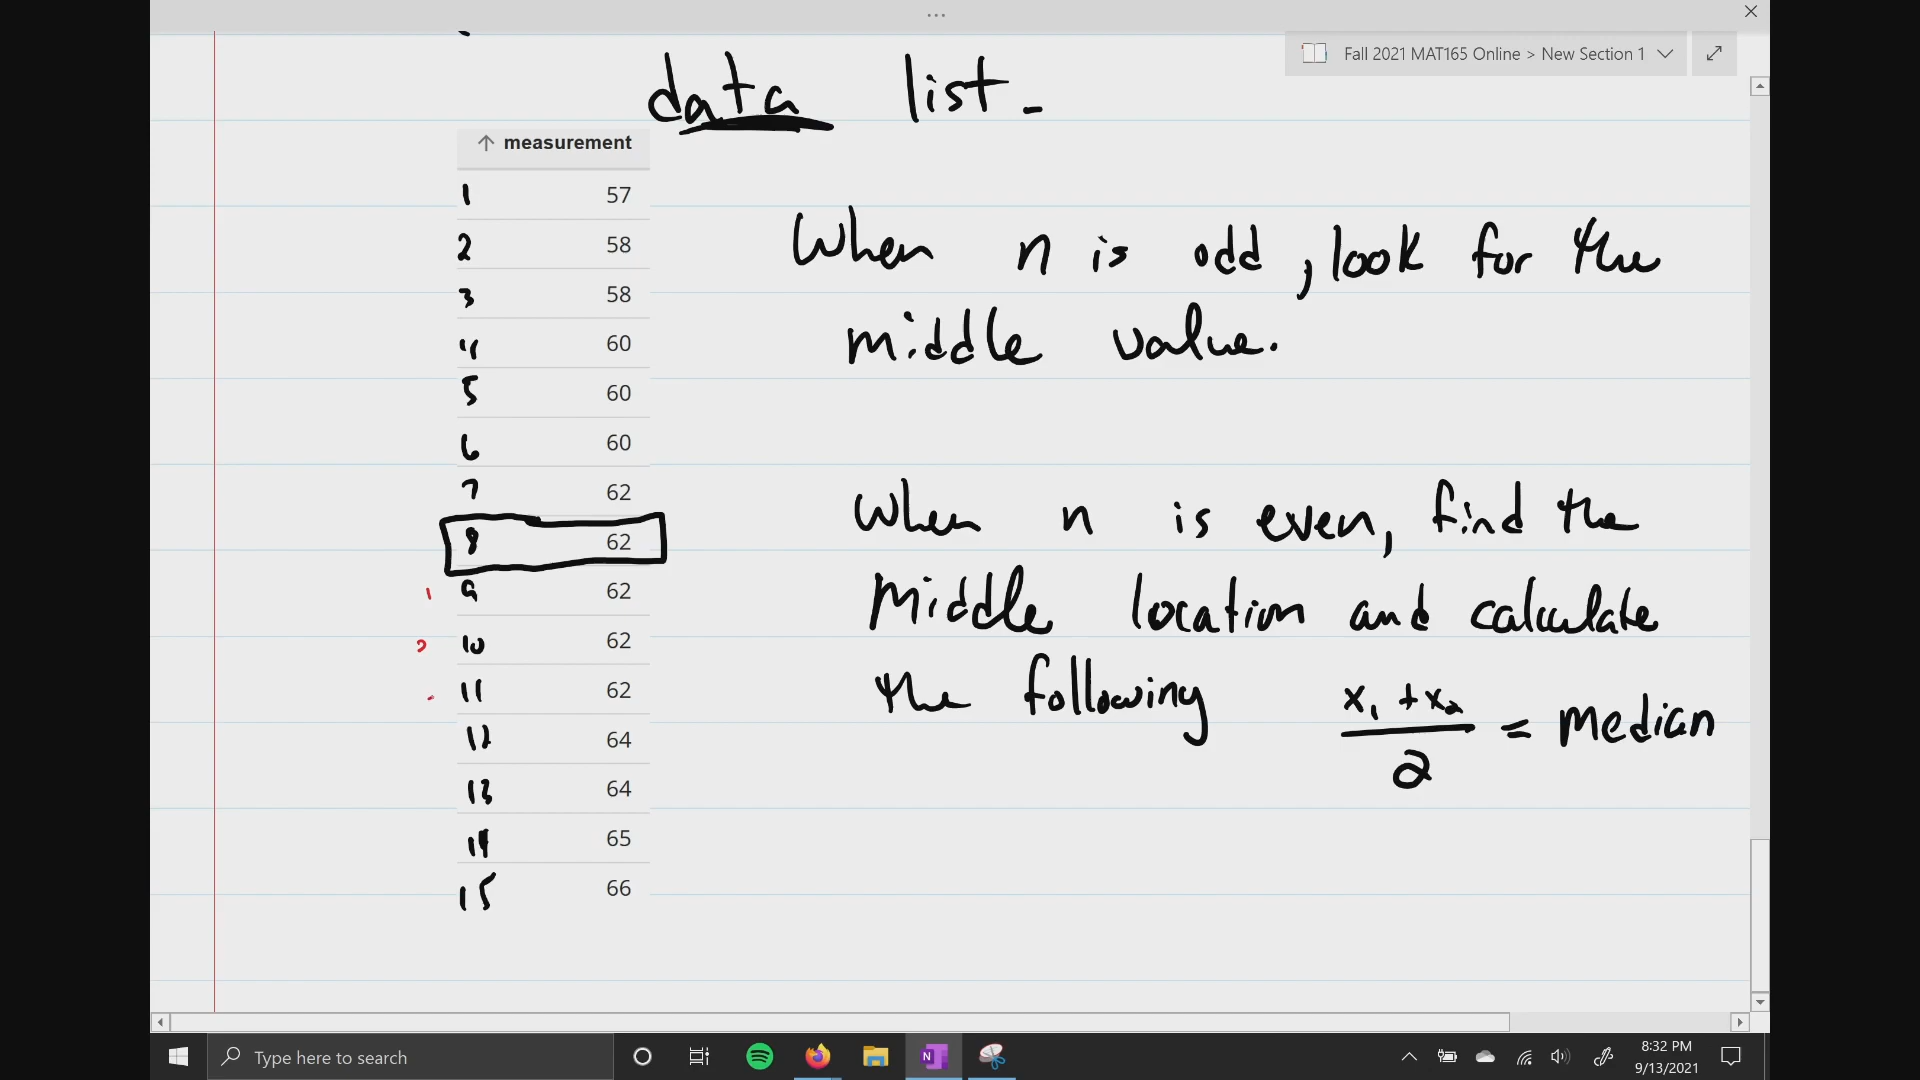 Fall 2021 MAT165 Online > New Section 1
data list.
measurement
1 57
2 58
3 58
4 60
5 60
6 60
7 62
8 62
1 9 62
2 10 62
11 62
12 64
13 64
14 65
15 66
When n is odd, look for the
middle value.
When n is even, find the
Middle location and calculate
the following x₁ + x₂ / 2 = Median
Type here to search
8:32 PM
9/13/2021